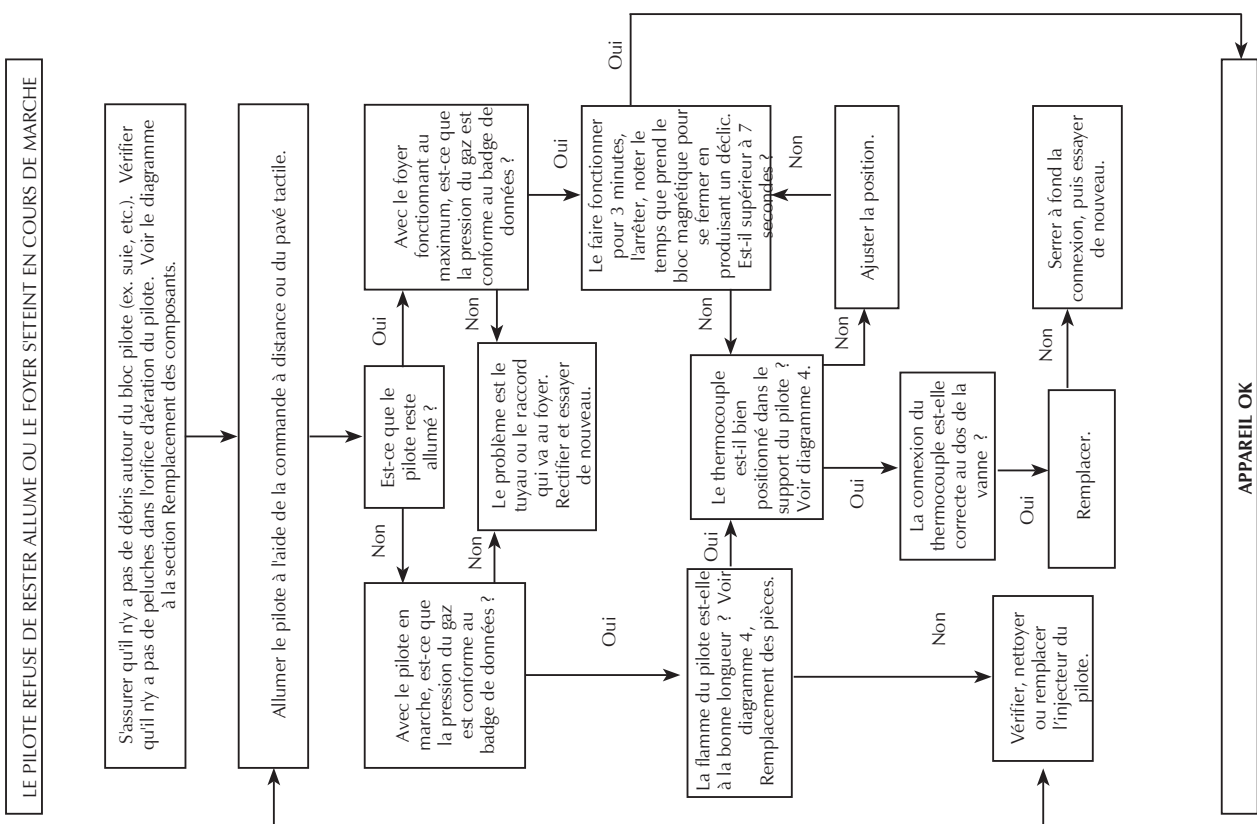 LE PILOTE REFUSE DE RESTER ALLUME OU LE FOYER S'ETEINT EN COURS DE MARCHE
S'assurer qu'il n'y a pas de débris autour du bloc pilote (ex. suie, etc.). Vérifier
qu'il n'y a pas de peluches dans l'orifice d'aération du pilote. Voir le diagramme
à la section Remplacement des composants.
Allumer le pilote à l'aide de la commande à distance ou du pavé tactile.
Est-ce que le
pilote reste
allumé ?
Non
Oui
Avec le pilote en
marche, est-ce que
la pression du gaz
est conforme au
badge de données ?
Avec le foyer
fonctionnant au
maximum, est-ce que
la pression du gaz est
conforme au badge de
données ?
Non
Non
Le problème est le
tuyau ou le raccord
qui va au foyer.
Rectifier et essayer
de nouveau.
Oui
Oui
Le faire fonctionner
pour 3 minutes,
l'arrêter, noter le
temps que prend le
bloc magnétique pour
se fermer en
produisant un déclic.
Est-il supérieur à 7
secondes ?
Oui
La flamme du pilote est-elle
à la bonne longueur ? Voir
diagramme 4,
Remplacement des pièces.
Oui
Non
Le thermocouple
est-il bien
positionné dans le
support du pilote ?
Voir diagramme 4.
Non
Non
Ajuster la position.
Oui
La connexion du
thermocouple est-elle
correcte au dos de la
vanne ?
Non
Oui
Non
Vérifier, nettoyer
ou remplacer
l'injecteur du
pilote.
Remplacer.
Serrer à fond la
connexion, puis essayer
de nouveau.
APPAREIL OK